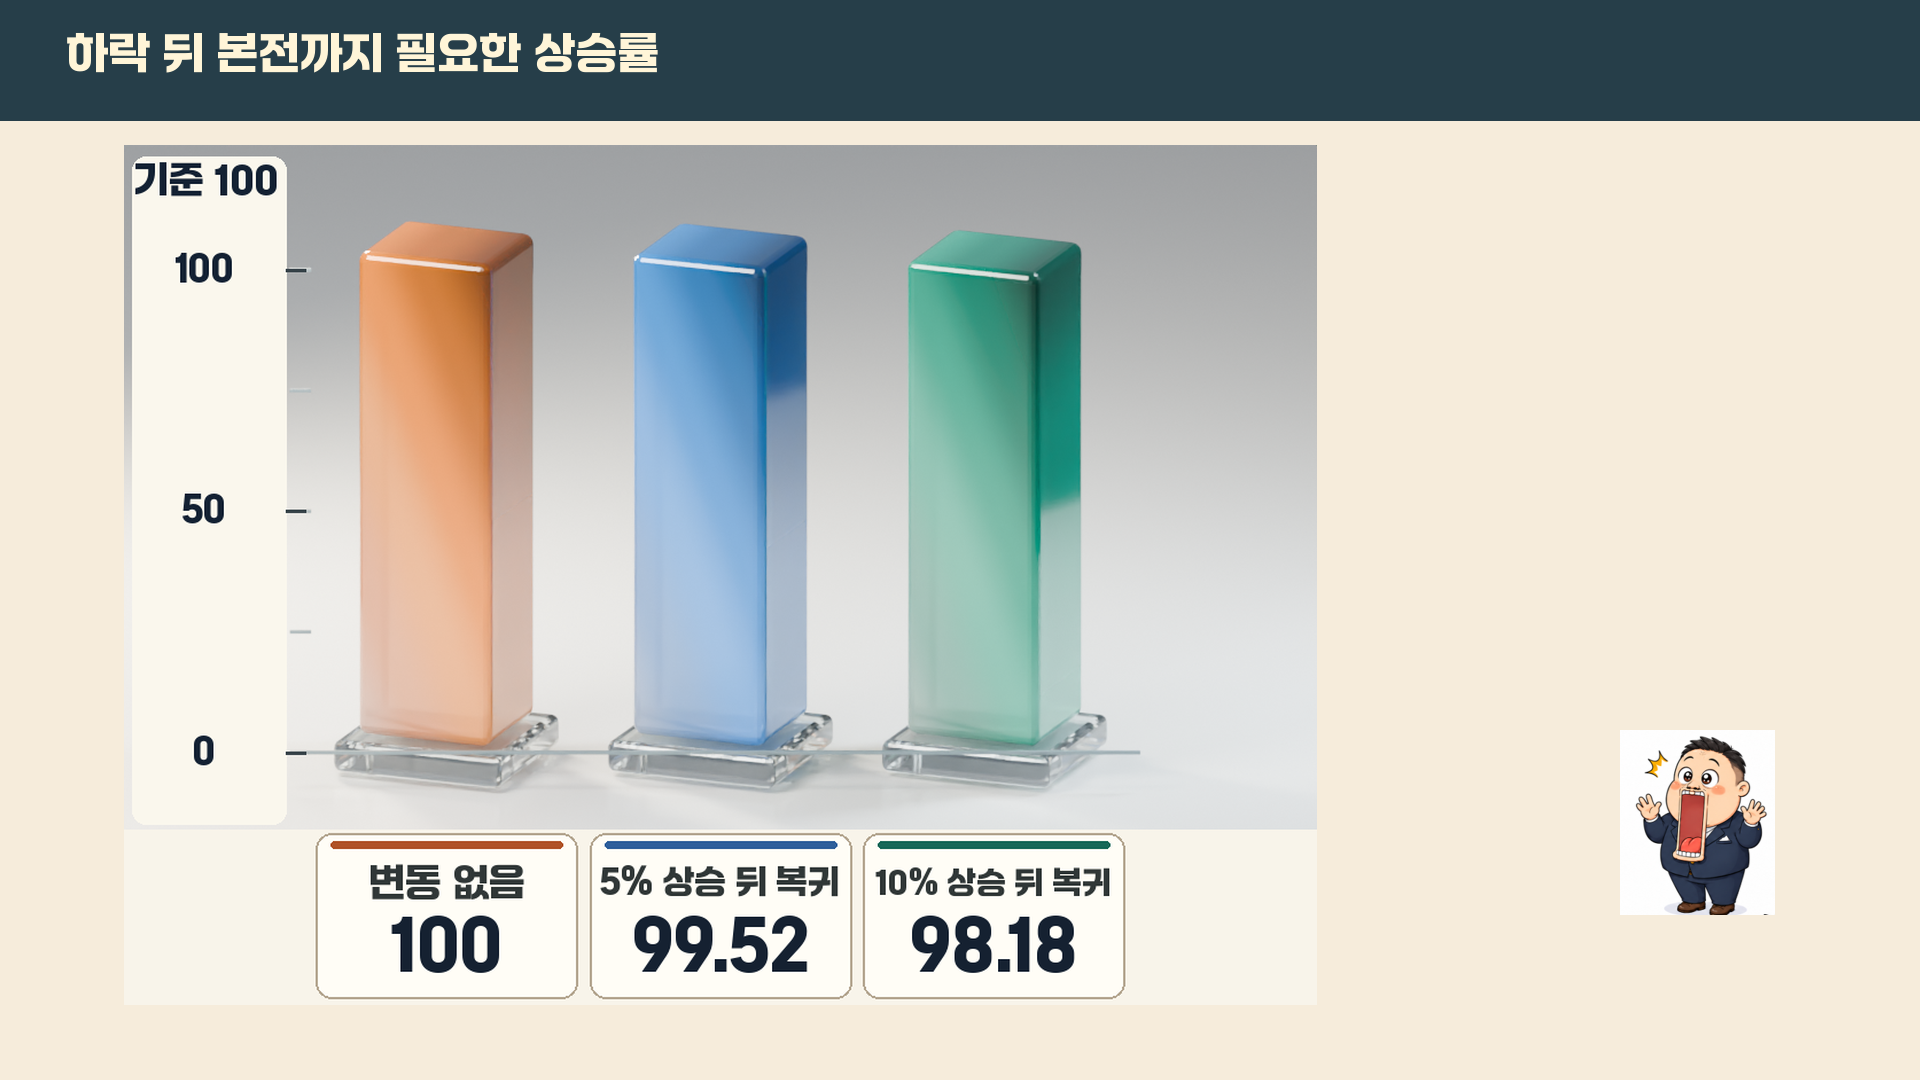 하락 뒤 본전까지 필요한 상승률
기준 100
100
50
0
변동 없음
100
5% 상승 뒤 복귀
99.52
10% 상승 뒤 복귀
98.18